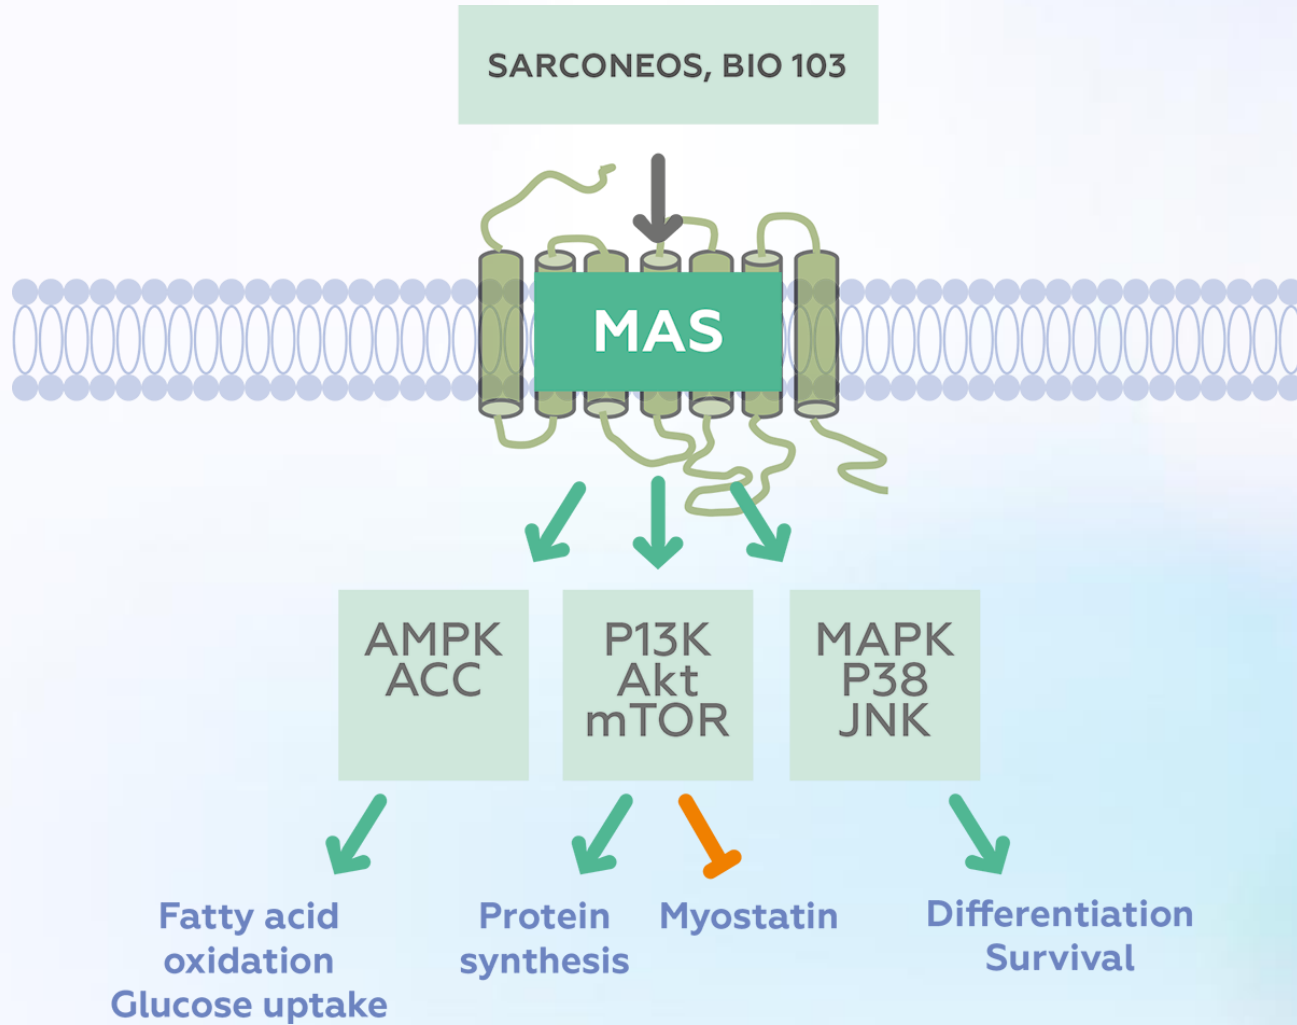 SARCONEOS, BIO 103
MAS
AMPK
ACC
P13K
Akt
mTOR
MAPK
P38
JNK
Fatty acid
oxidation
Glucose uptake
Protein
synthesis
Myostatin
Differentiation
Survival